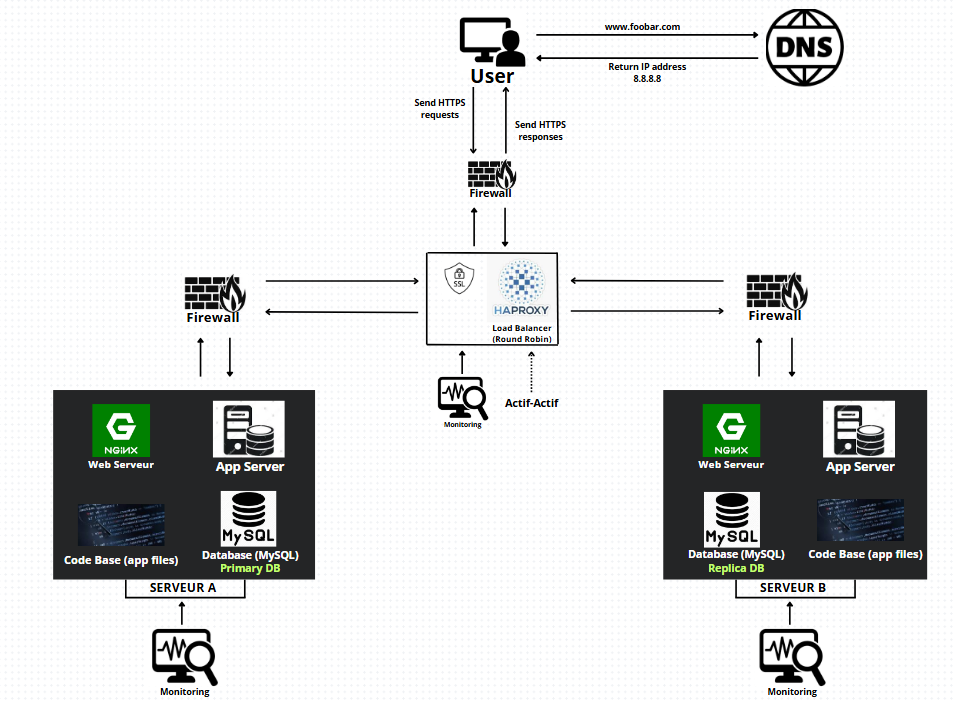 www.foobar.com
DNS
Return IP address
8.8.8.8
User
Send HTTPS
requests
Send HTTPS
responses
Firewall
Firewall
SSL
HAPROXY
Load Balancer
(Round Robin)
Firewall
Monitoring
Actif-Actif
G
NGiNX
Web Serveur
App Server
Code Base (app files)
MySQL
Database (MySQL)
Primary DB
SERVEUR A
Monitoring
G
NGiNX
Web Serveur
App Server
MySQL
Database (MySQL)
Replica DB
Code Base (app files)
SERVEUR B
Monitoring